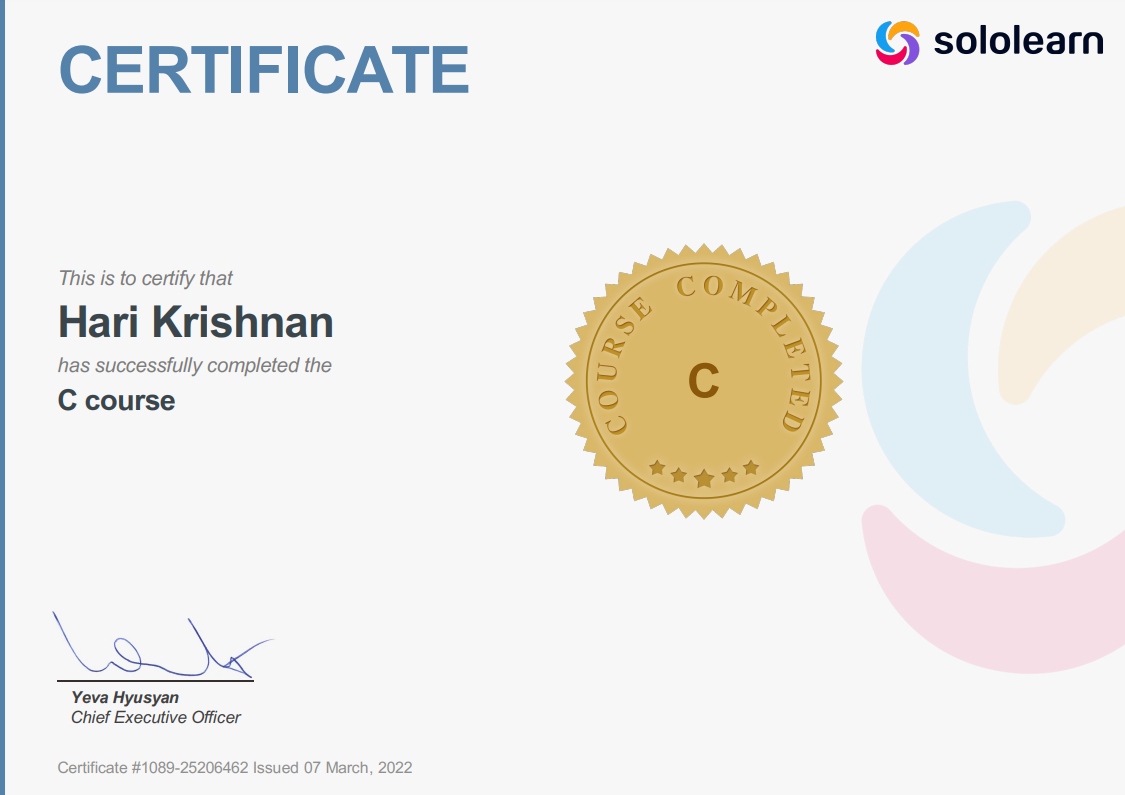 CERTIFICATE
sololearn
This is to certify that
Hari Krishnan
has successfully completed the
C course
COURSE COMPLETED
C
Yeva Hyusyan
Chief Executive Officer
Certificate #1089-25206462 Issued 07 March, 2022